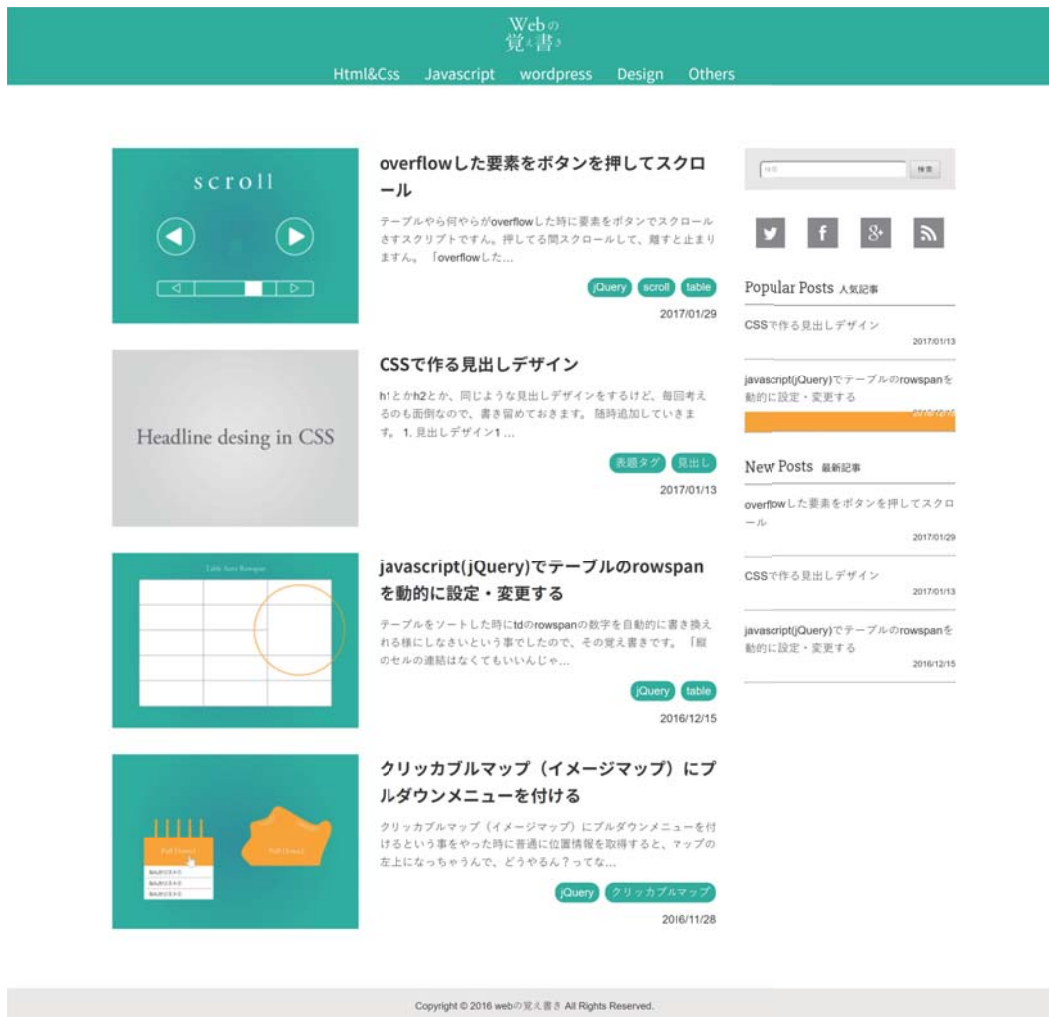 Webの
覚え書き
Html&Css Javascript wordpress Design Others
scroll
overflowした要素をボタンを押してスクロ
ール
テーブルやら何やらがoverflowした時に要素をボタンでスクロール
さすスクリプトですん。押してる間スクロールして、離すと止まり
ますん。 「overflowした...
jQuery scroll table
2017/01/29
Headline desing in CSS
CSSで作る見出しデザイン
h1とかh2とか、同じような見出しデザインをするけど、毎回考え
るのも面倒なので、書き留めておきます。 随時追加していきま
す。 1. 見出しデザイン1 ...
表題タグ 見出し
2017/01/13
Table Sort Rowspan
javascript(jQuery)でテーブルのrowspan
を動的に設定・変更する
テーブルをソートした時にtdのrowspanの数字を自動的に書き換え
れる様にしなさいという事でしたので、その覚え書きです。 「縦
のセルの連結はなくてもいいんじゃ...
jQuery table
2016/12/15
Pull Down1
Pull Down2
クリッカブルマップ（イメージマップ）にプ
ルダウンメニューを付ける
クリッカブルマップ（イメージマップ）にプルダウンメニューを付
けるという事をやった時に普通に位置情報を取得すると、マップの
左上になっちゃうんで、どうやるん？ってな...
jQuery クリッカブルマップ
2016/11/28
検索 検索
Popular Posts 人気記事
CSSで作る見出しデザイン
2017/01/13
javascript(jQuery)でテーブルのrowspanを
動的に設定・変更する
2016/12/15
New Posts 最新記事
overflowした要素をボタンを押してスクロ
ール
2017/01/29
CSSで作る見出しデザイン
2017/01/13
javascript(jQuery)でテーブルのrowspanを
動的に設定・変更する
2016/12/15
Copyright © 2016 webの覚え書き All Rights Reserved.